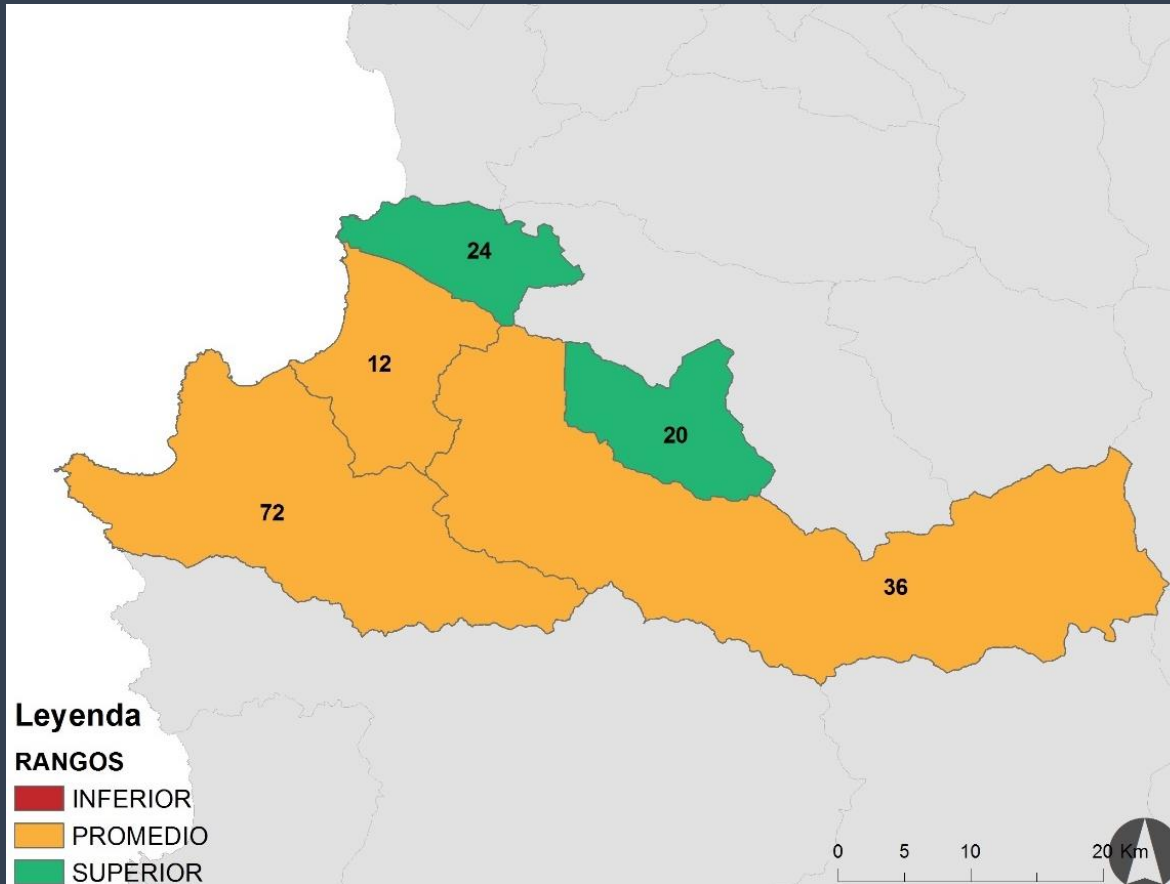 24
12
20
72
36
Leyenda
RANGOS
INFERIOR
PROMEDIO
SUPERIOR
0 5 10 20 Km